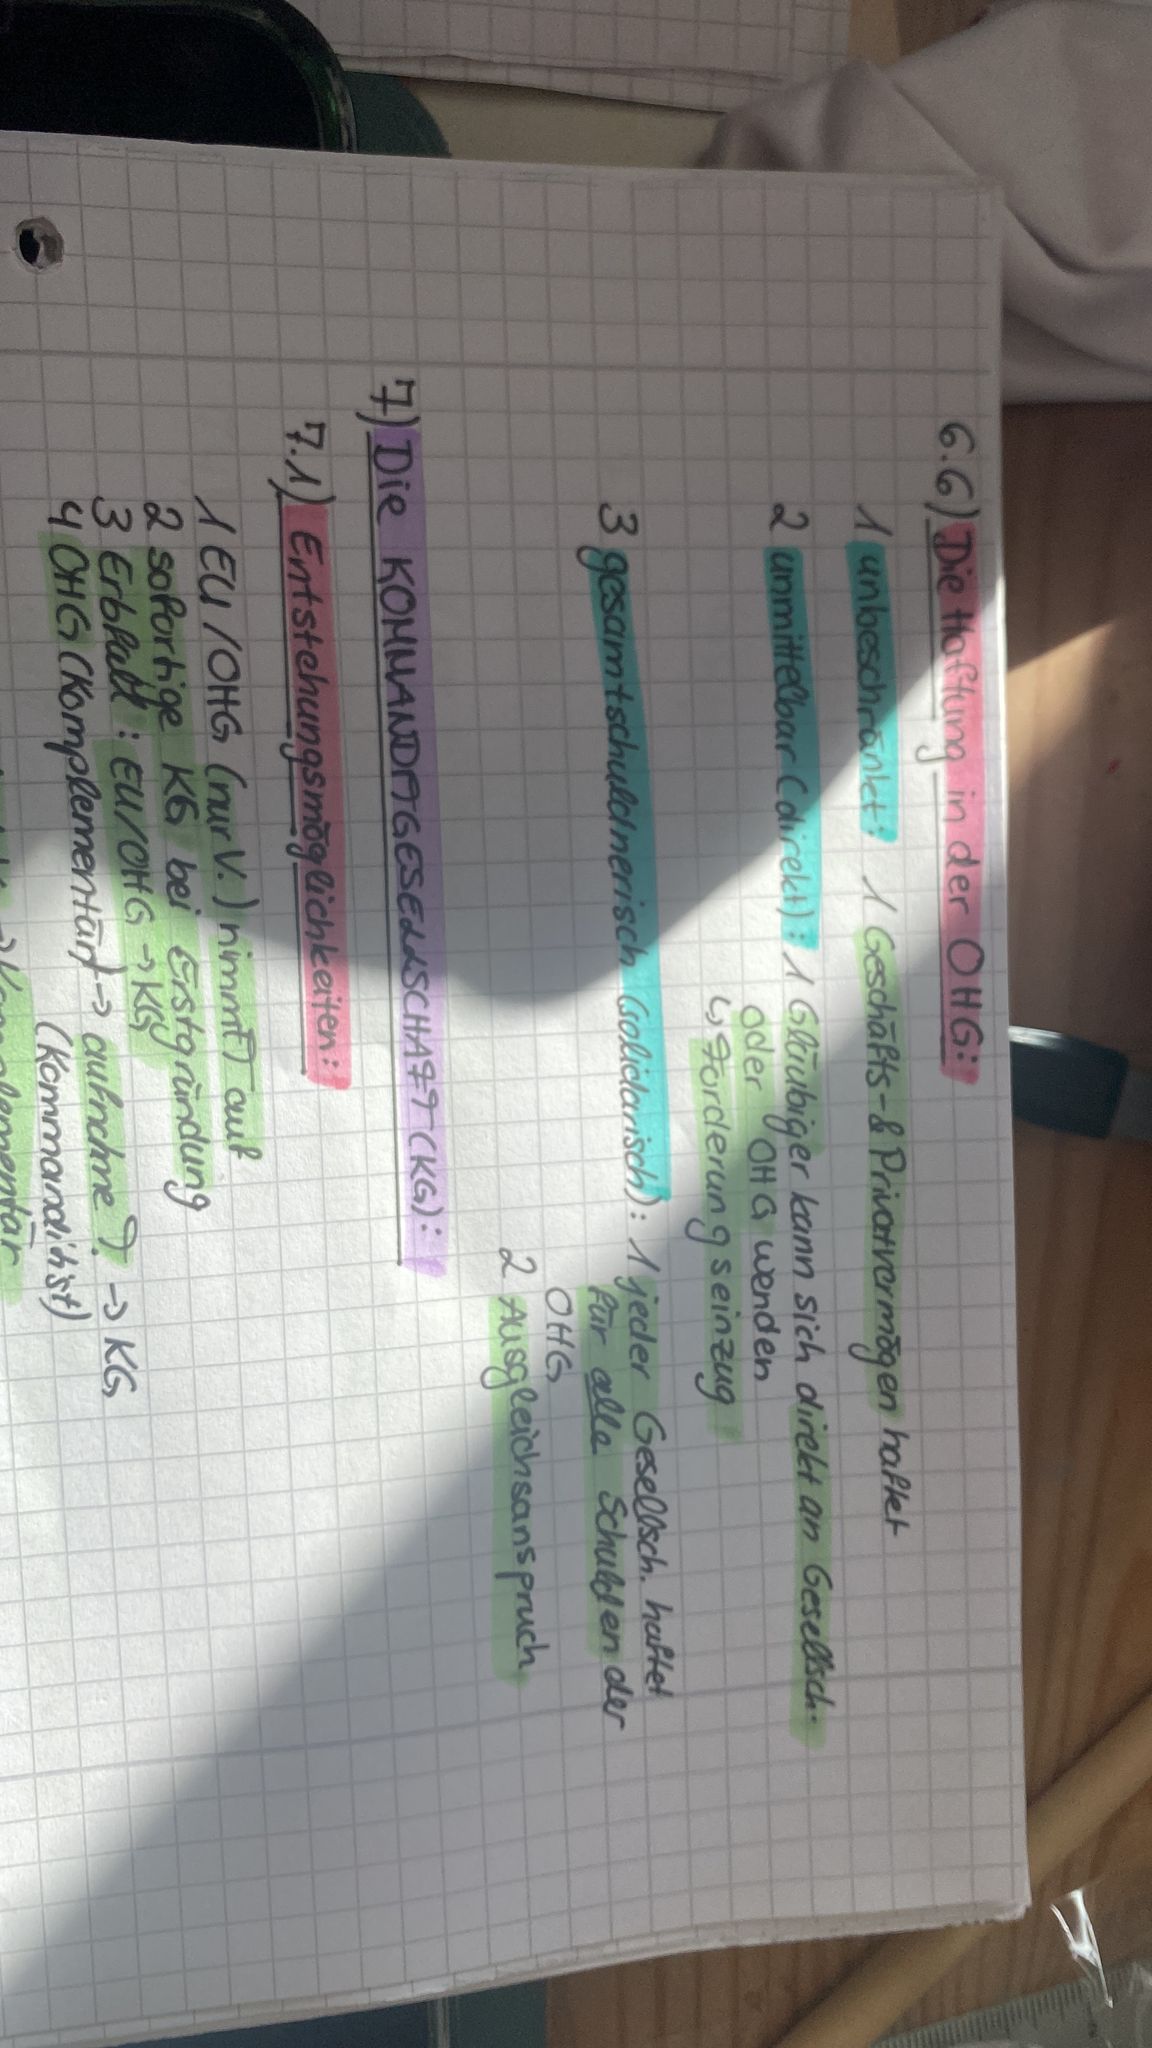 6.6) Die Haftung in der OHG:
1 unbeschränkt: 1 Geschäfts- & Privatvermögen haftet
2 unmittelbar (direkt): 1 Gläubiger kann sich direkt an Gesellsch.
oder OHG wenden
↳ Forderungseinzug
3 gesamtschuldnerisch (solidarisch): 1 jeder Gesellsch. haftet
für alle Schulden der
OHG
2 Ausgleichsanspruch
7) Die KOMMANDITGESELLSCHAFT (KG):
7.1) Entstehungsmöglichkeiten:
1 EU/OHG (nur V.) nimmt T auf
2 sofortige KG bei Erstgründung
3 Erbfall: EU/OHG → KG
4 OHG (Komplementär) → aufnahme T. → KG
(Kommanditist)